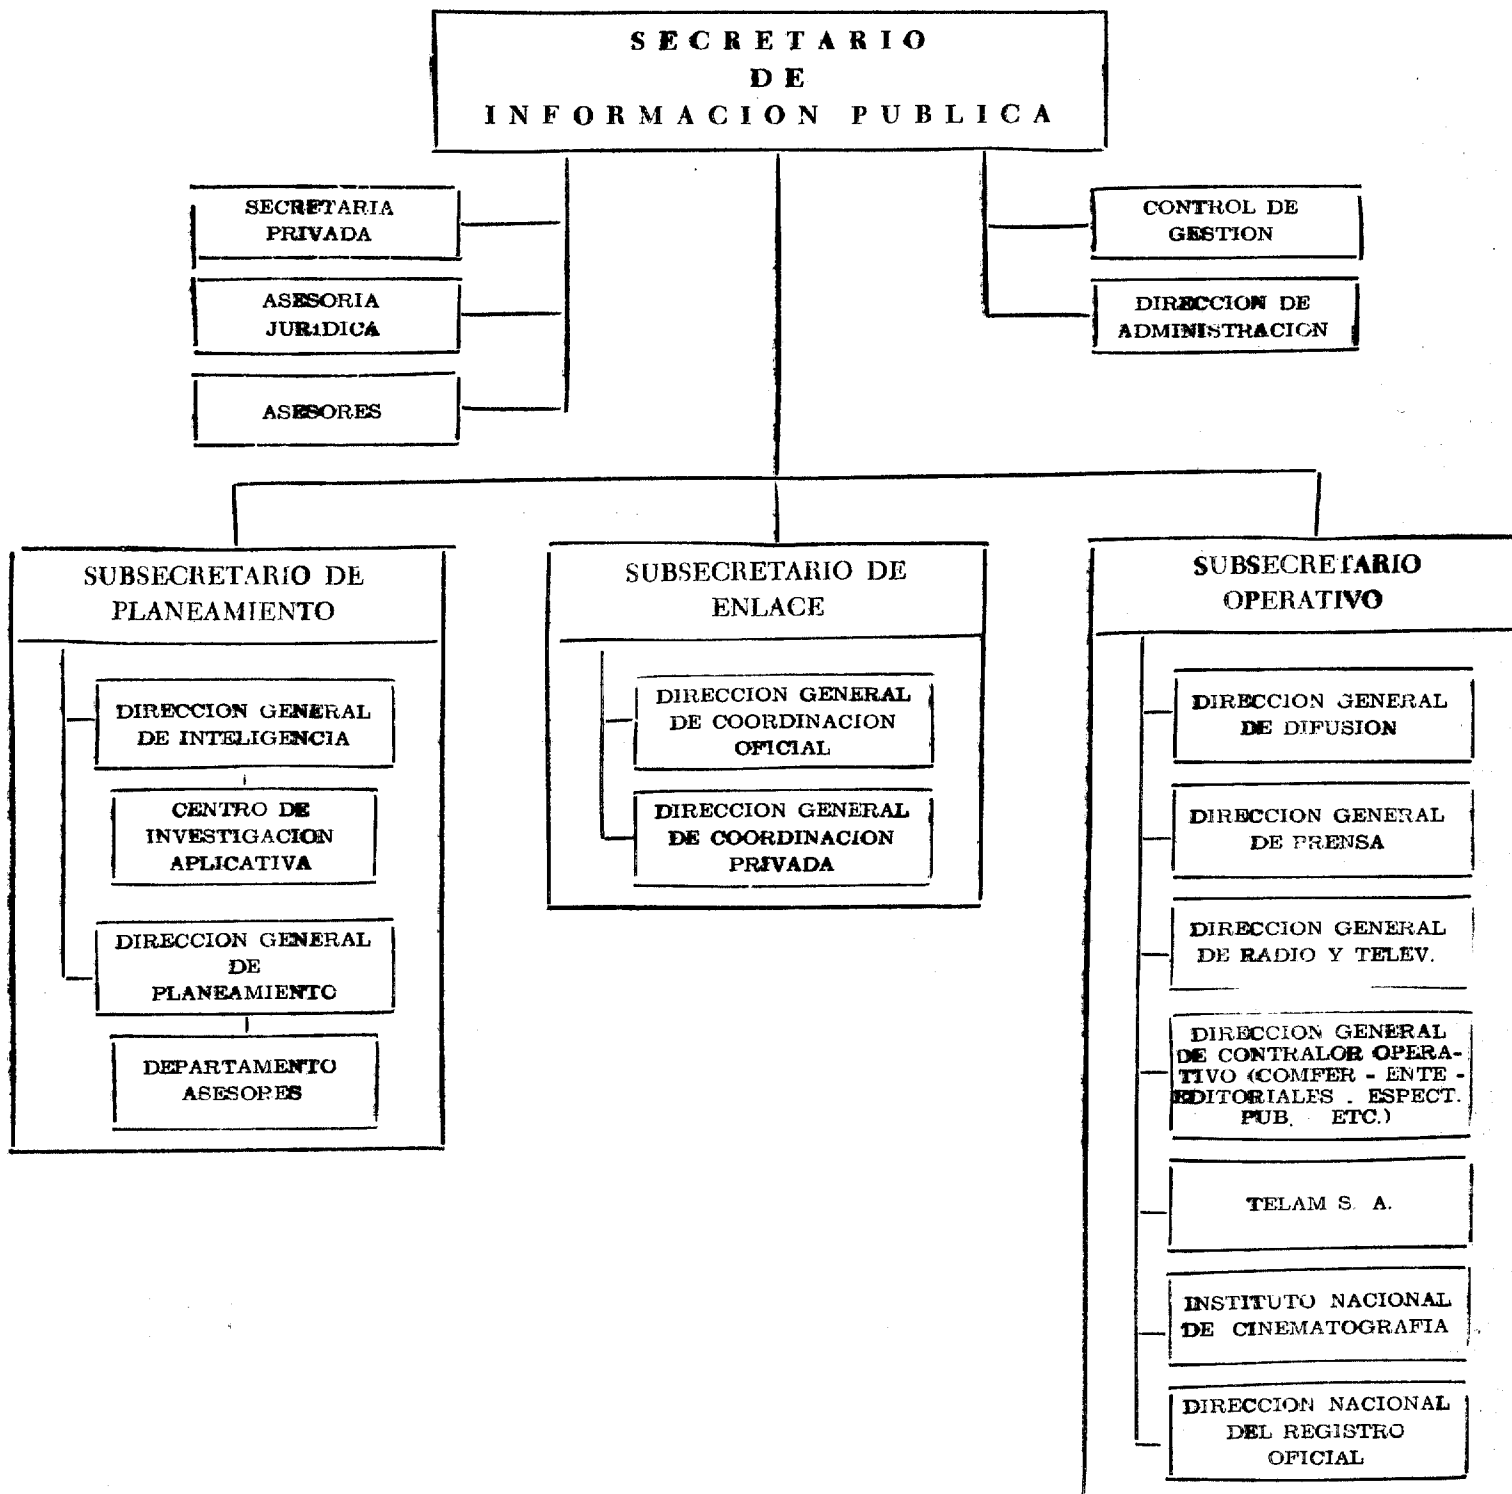 SECRETARIO
DE
INFORMACION PUBLICA
SECRETARIA
PRIVADA
ASESORIA
JURIDICA
ASESORES
CONTROL DE
GESTION
DIRECCION DE
ADMINISTRACION
SUBSECRETARIO DE
PLANEAMIENTO
DIRECCION GENERAL
DE INTELIGENCIA
CENTRO DE
INVESTIGACION
APLICATIVA
DIRECCION GENERAL
DE
PLANEAMIENTO
DEPARTAMENTO
ASESORES
SUBSECRETARIO DE
ENLACE
DIRECCION GENERAL
DE COORDINACION
OFICIAL
DIRECCION GENERAL
DE COORDINACION
PRIVADA
SUBSECRETARIO
OPERATIVO
DIRECCION GENERAL
DE DIFUSION
DIRECCION GENERAL
DE PRENSA
DIRECCION GENERAL
DE RADIO Y TELEV.
DIRECCION GENERAL
DE CONTRALOR OPERA-
TIVO (COMFER - ENTE -
EDITORIALES . ESPECT.
PUB. ETC.)
TELAM S. A.
INSTITUTO NACIONAL
DE CINEMATOGRAFIA
DIRECCION NACIONAL
DEL REGISTRO
OFICIAL